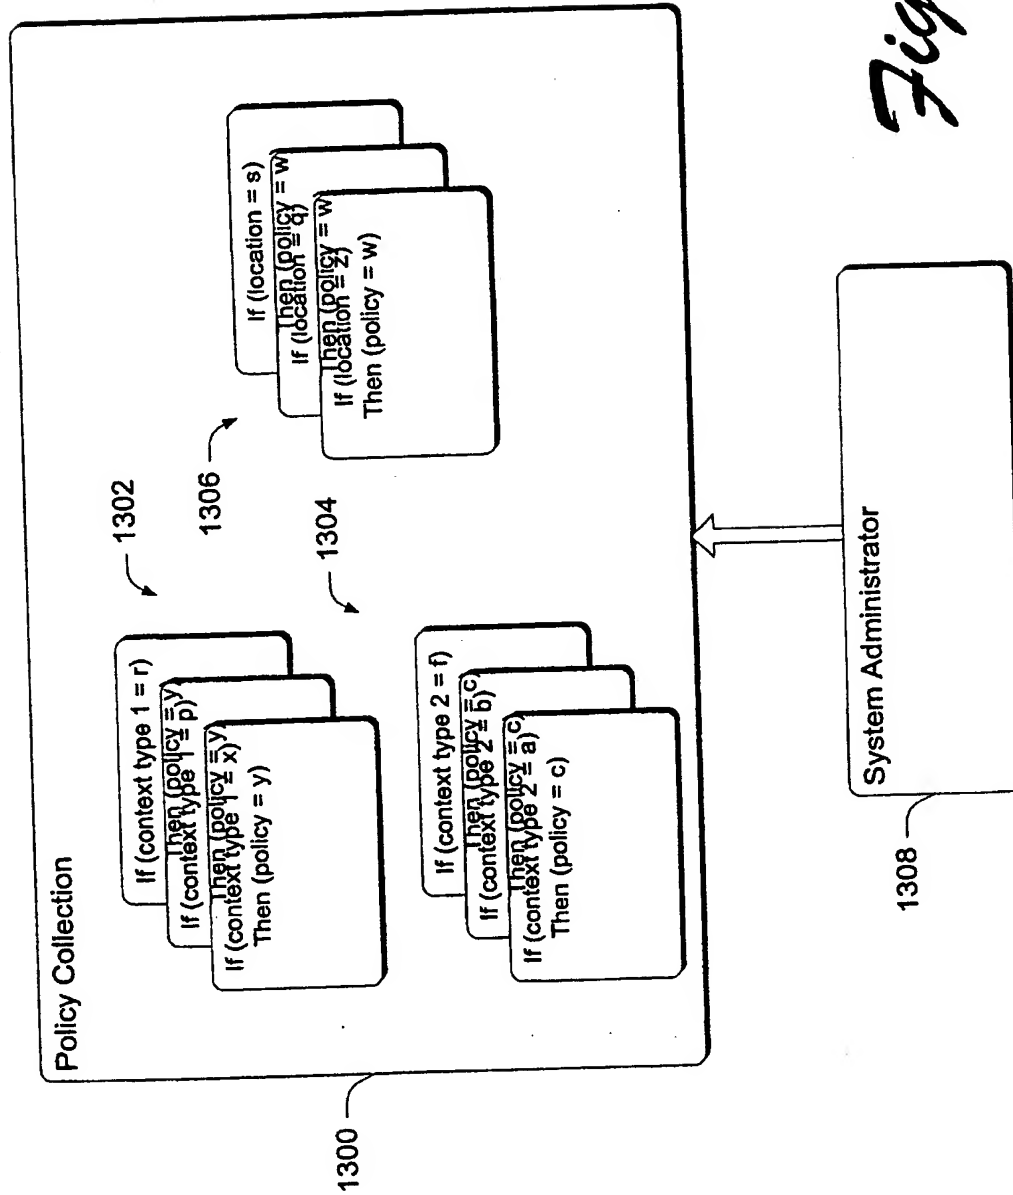 Policy Collection
1302
If (context type 1 = r)
Then (policy = y
If (context type 1 = p)
Then (policy = y
If (context type 1 = x)
Then (policy = y)
1304
If (context type 2 = f)
Then (policy = c)
If (context type 2 = b)
Then (policy = c
If (context type 2 = a)
Then (policy = c)
1306
If (location = s)
Then (policy = w
If (location = q)
Then (policy = w
If (location = z)
Then (policy = w)
1300
System Administrator
1308
Fig